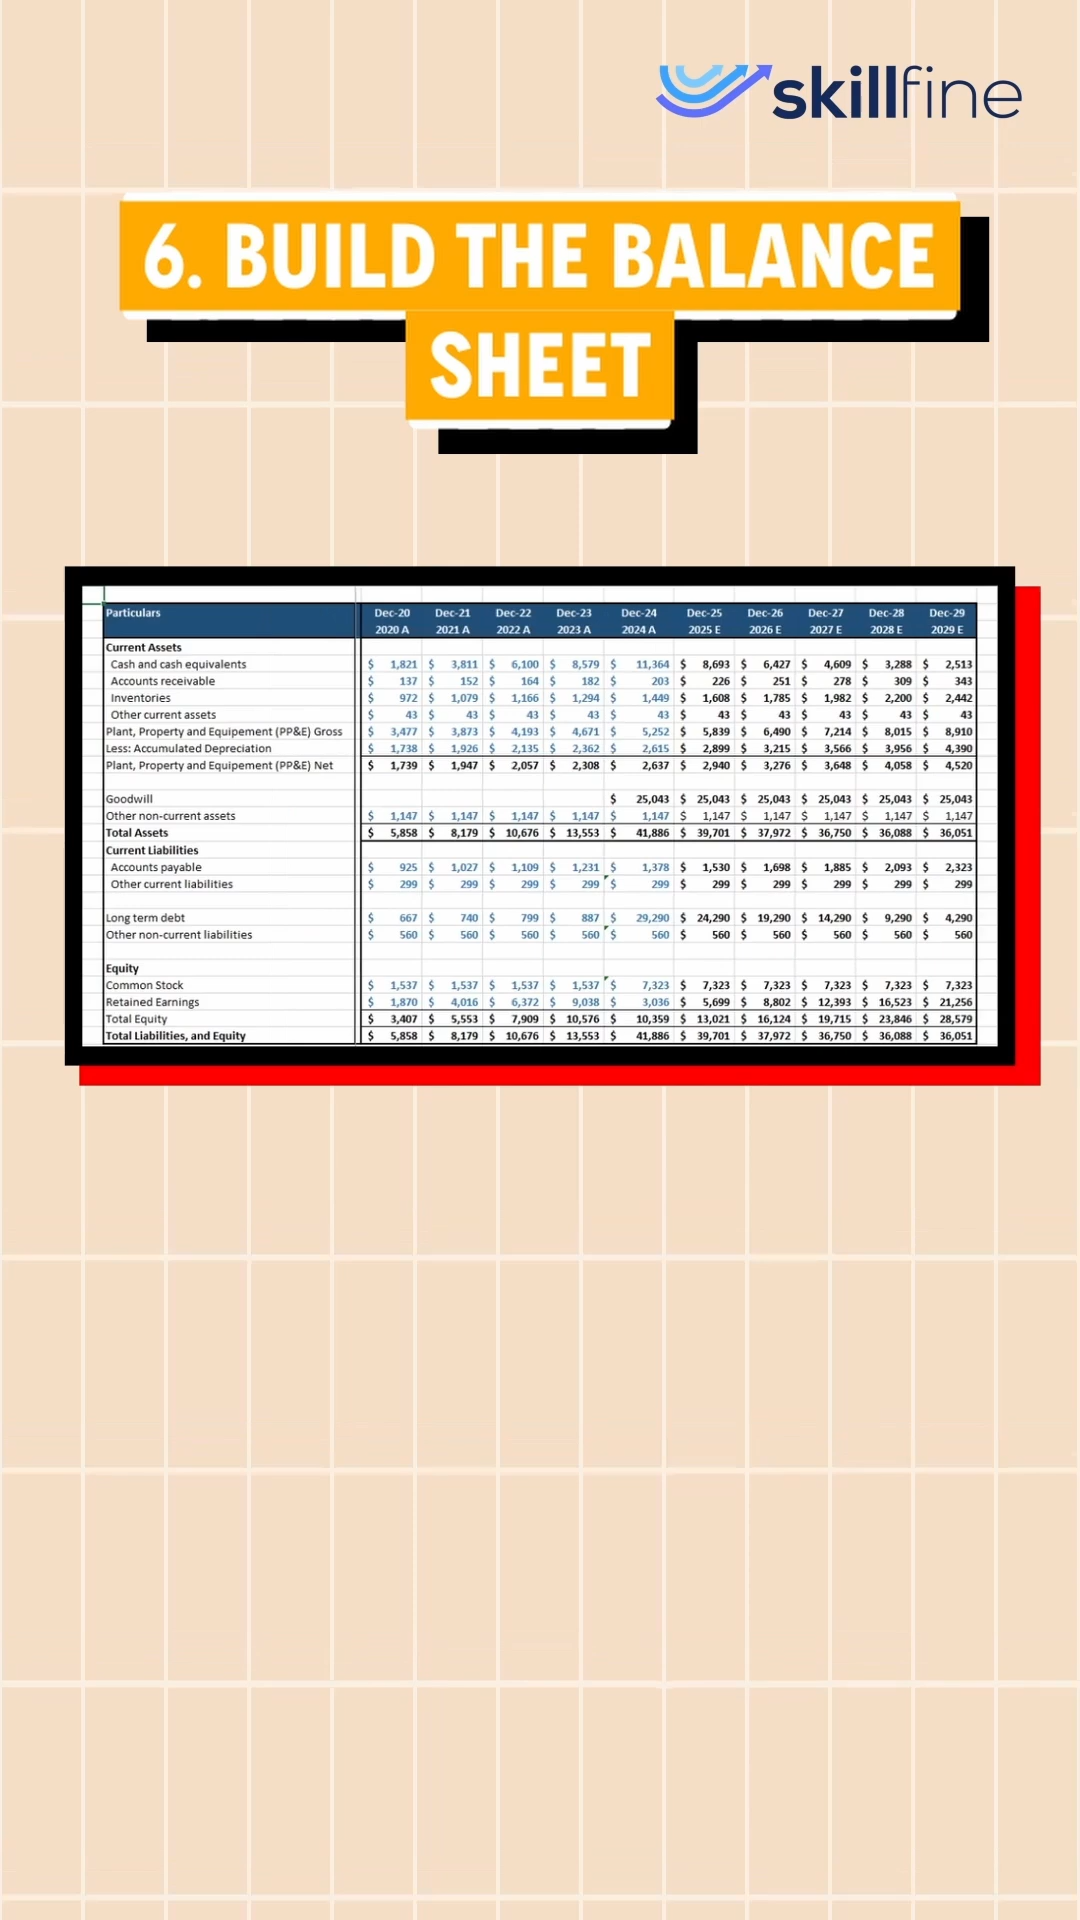 skillfine
6. BUILD THE BALANCE
SHEET
Particulars Dec-20 Dec-21 Dec-22 Dec-23 Dec-24 Dec-25 Dec-26 Dec-27 Dec-28 Dec-29
2020 A 2021 A 2022 A 2023 A 2024 A 2025 E 2026 E 2027 E 2028 E 2029 E
Current Assets
Cash and cash equivalents $ 1,821 $ 3,811 $ 6,100 $ 8,579 $ 11,364 $ 8,693 $ 6,427 $ 4,609 $ 3,288 $ 2,513
Accounts receivable $ 137 $ 152 $ 164 $ 182 $ 203 $ 226 $ 251 $ 278 $ 309 $ 343
Inventories $ 972 $ 1,079 $ 1,166 $ 1,294 $ 1,449 $ 1,608 $ 1,785 $ 1,982 $ 2,200 $ 2,442
Other current assets $ 43 $ 43 $ 43 $ 43 $ 43 $ 43 $ 43 $ 43 $ 43 $ 43
Plant, Property and Equipement (PP&E) Gross $ 3,477 $ 3,873 $ 4,193 $ 4,671 $ 5,252 $ 5,839 $ 6,490 $ 7,214 $ 8,015 $ 8,910
Less: Accumulated Depreciation $ 1,738 $ 1,926 $ 2,135 $ 2,362 $ 2,615 $ 2,899 $ 3,215 $ 3,566 $ 3,956 $ 4,390
Plant, Property and Equipement (PP&E) Net $ 1,739 $ 1,947 $ 2,057 $ 2,308 $ 2,637 $ 2,940 $ 3,276 $ 3,648 $ 4,058 $ 4,520
Goodwill $ 25,043 $ 25,043 $ 25,043 $ 25,043 $ 25,043 $ 25,043
Other non-current assets $ 1,147 $ 1,147 $ 1,147 $ 1,147 $ 1,147 $ 1,147 $ 1,147 $ 1,147 $ 1,147 $ 1,147
Total Assets $ 5,858 $ 8,179 $ 10,676 $ 13,553 $ 41,886 $ 39,701 $ 37,972 $ 36,750 $ 36,088 $ 36,051
Current Liabilities
Accounts payable $ 925 $ 1,027 $ 1,109 $ 1,231 $ 1,378 $ 1,530 $ 1,698 $ 1,885 $ 2,093 $ 2,323
Other current liabilities $ 299 $ 299 $ 299 $ 299 $ 299 $ 299 $ 299 $ 299 $ 299 $ 299
Long term debt $ 667 $ 740 $ 799 $ 887 $ 29,290 $ 24,290 $ 19,290 $ 14,290 $ 9,290 $ 4,290
Other non-current liabilities $ 560 $ 560 $ 560 $ 560 $ 560 $ 560 $ 560 $ 560 $ 560 $ 560
Equity
Common Stock $ 1,537 $ 1,537 $ 1,537 $ 1,537 $ 7,323 $ 7,323 $ 7,323 $ 7,323 $ 7,323 $ 7,323
Retained Earnings $ 1,870 $ 4,016 $ 6,372 $ 9,038 $ 3,036 $ 5,699 $ 8,802 $ 12,393 $ 16,523 $ 21,256
Total Equity $ 3,407 $ 5,553 $ 7,909 $ 10,576 $ 10,359 $ 13,021 $ 16,124 $ 19,715 $ 23,846 $ 28,579
Total Liabilities, and Equity $ 5,858 $ 8,179 $ 10,676 $ 13,553 $ 41,886 $ 39,701 $ 37,972 $ 36,750 $ 36,088 $ 36,051